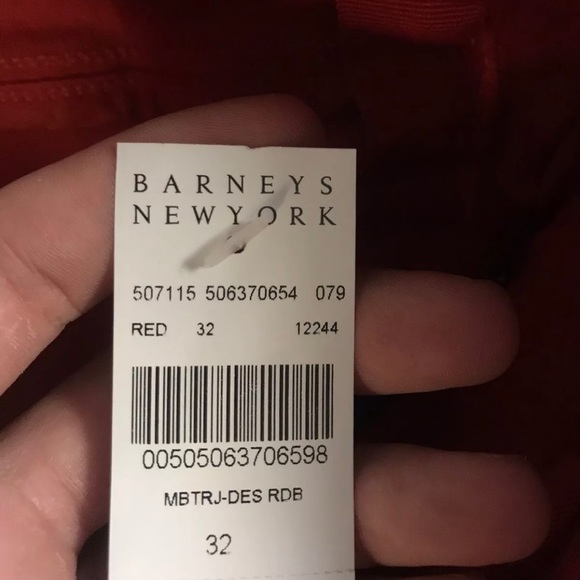 BARNEYS
NEWYORK
507115 506370654 079
RED 32 12244
00505063706598
MBTRJ-DES RDB
32